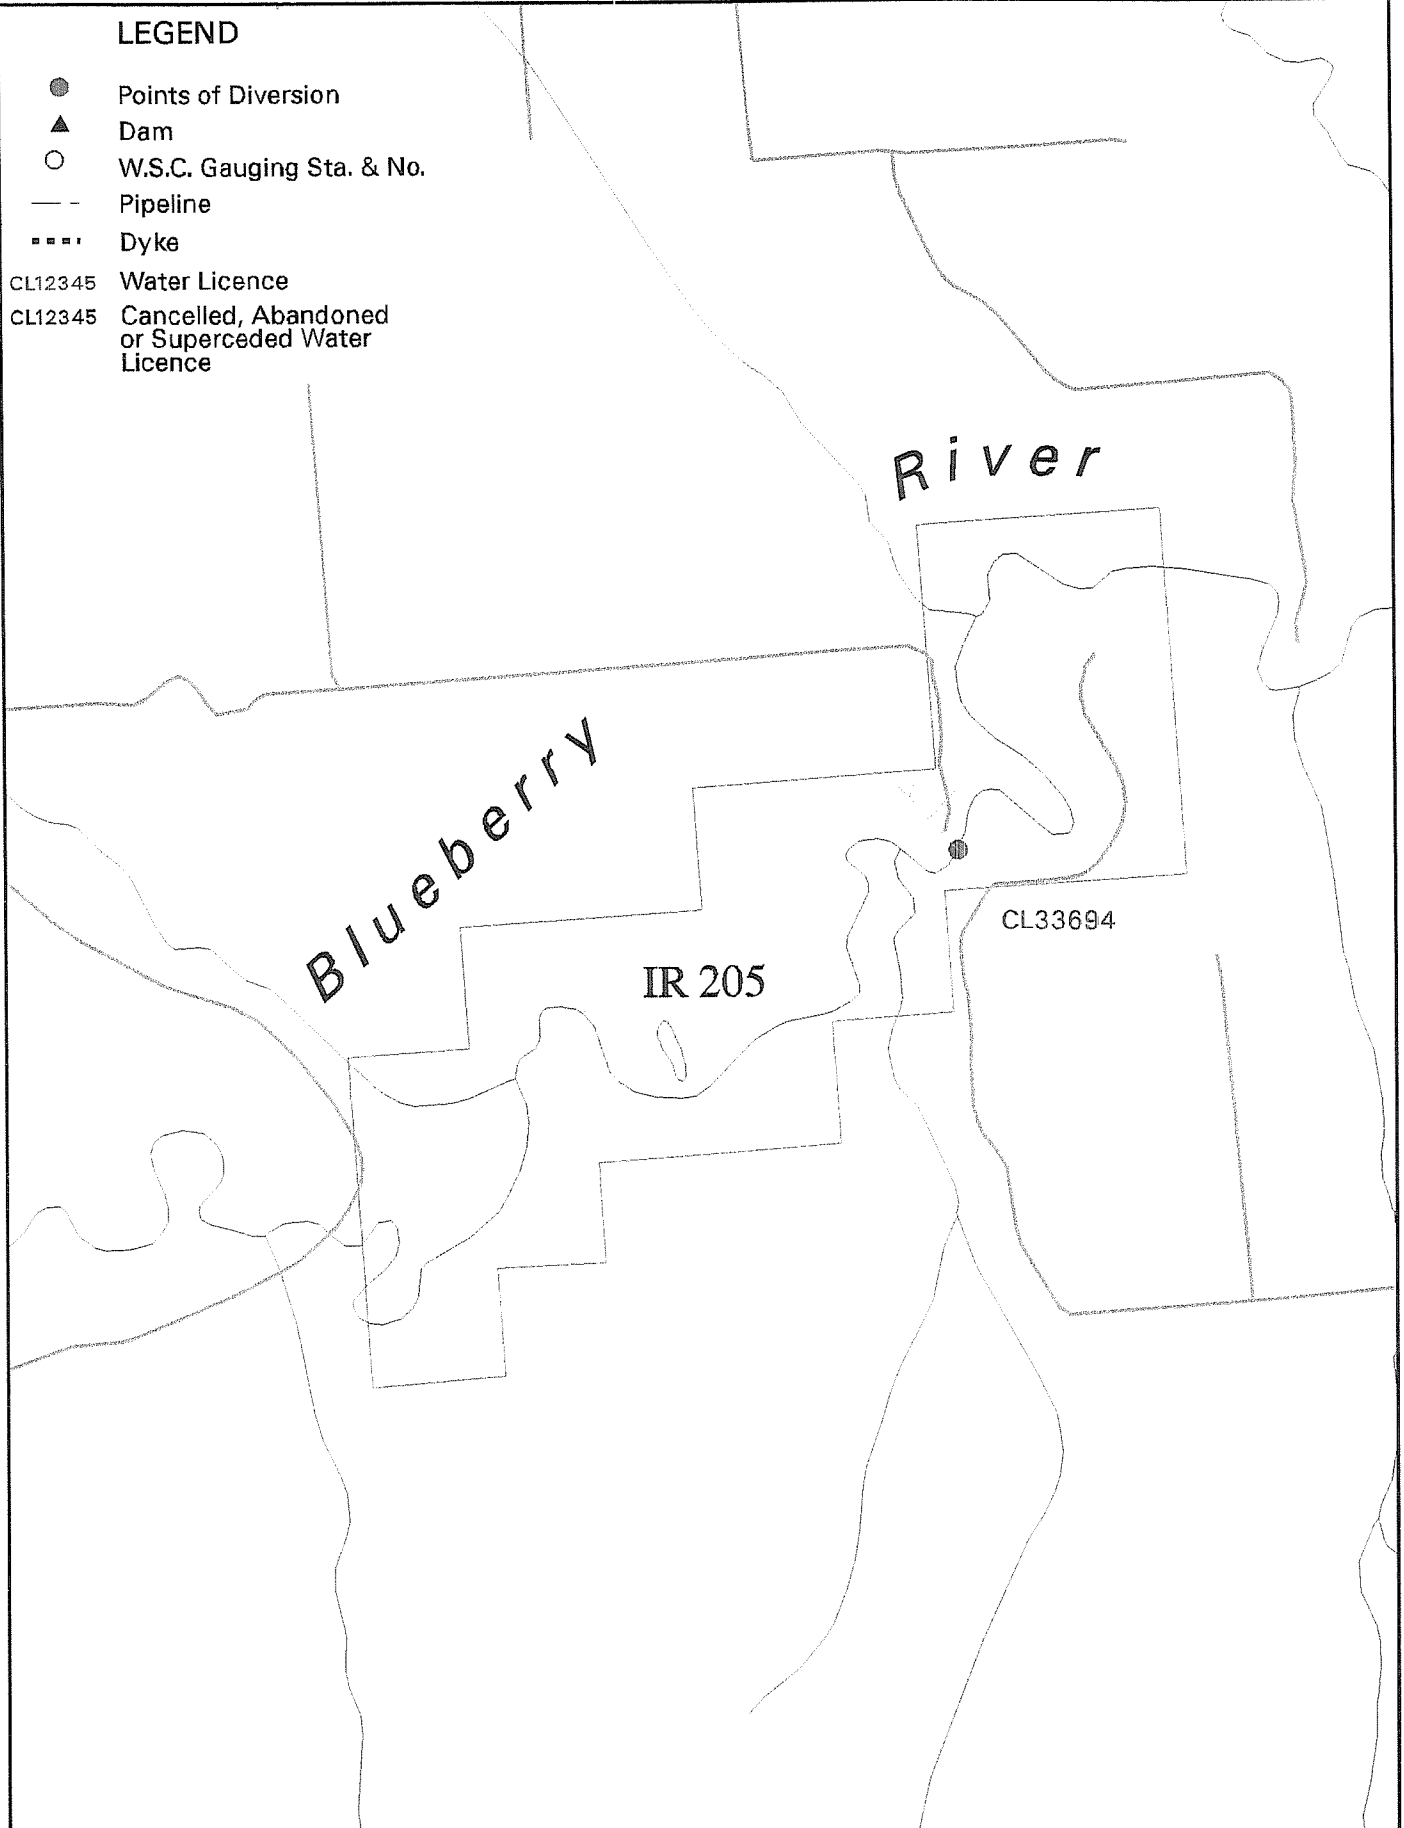 LEGEND
Points of Diversion
Dam
W.S.C. Gauging Sta. & No.
Pipeline
Dyke
CL12345 Water Licence
CL12345 Cancelled, Abandoned
or Superceded Water
Licence
River
Blueberry
CL33694
IR 205